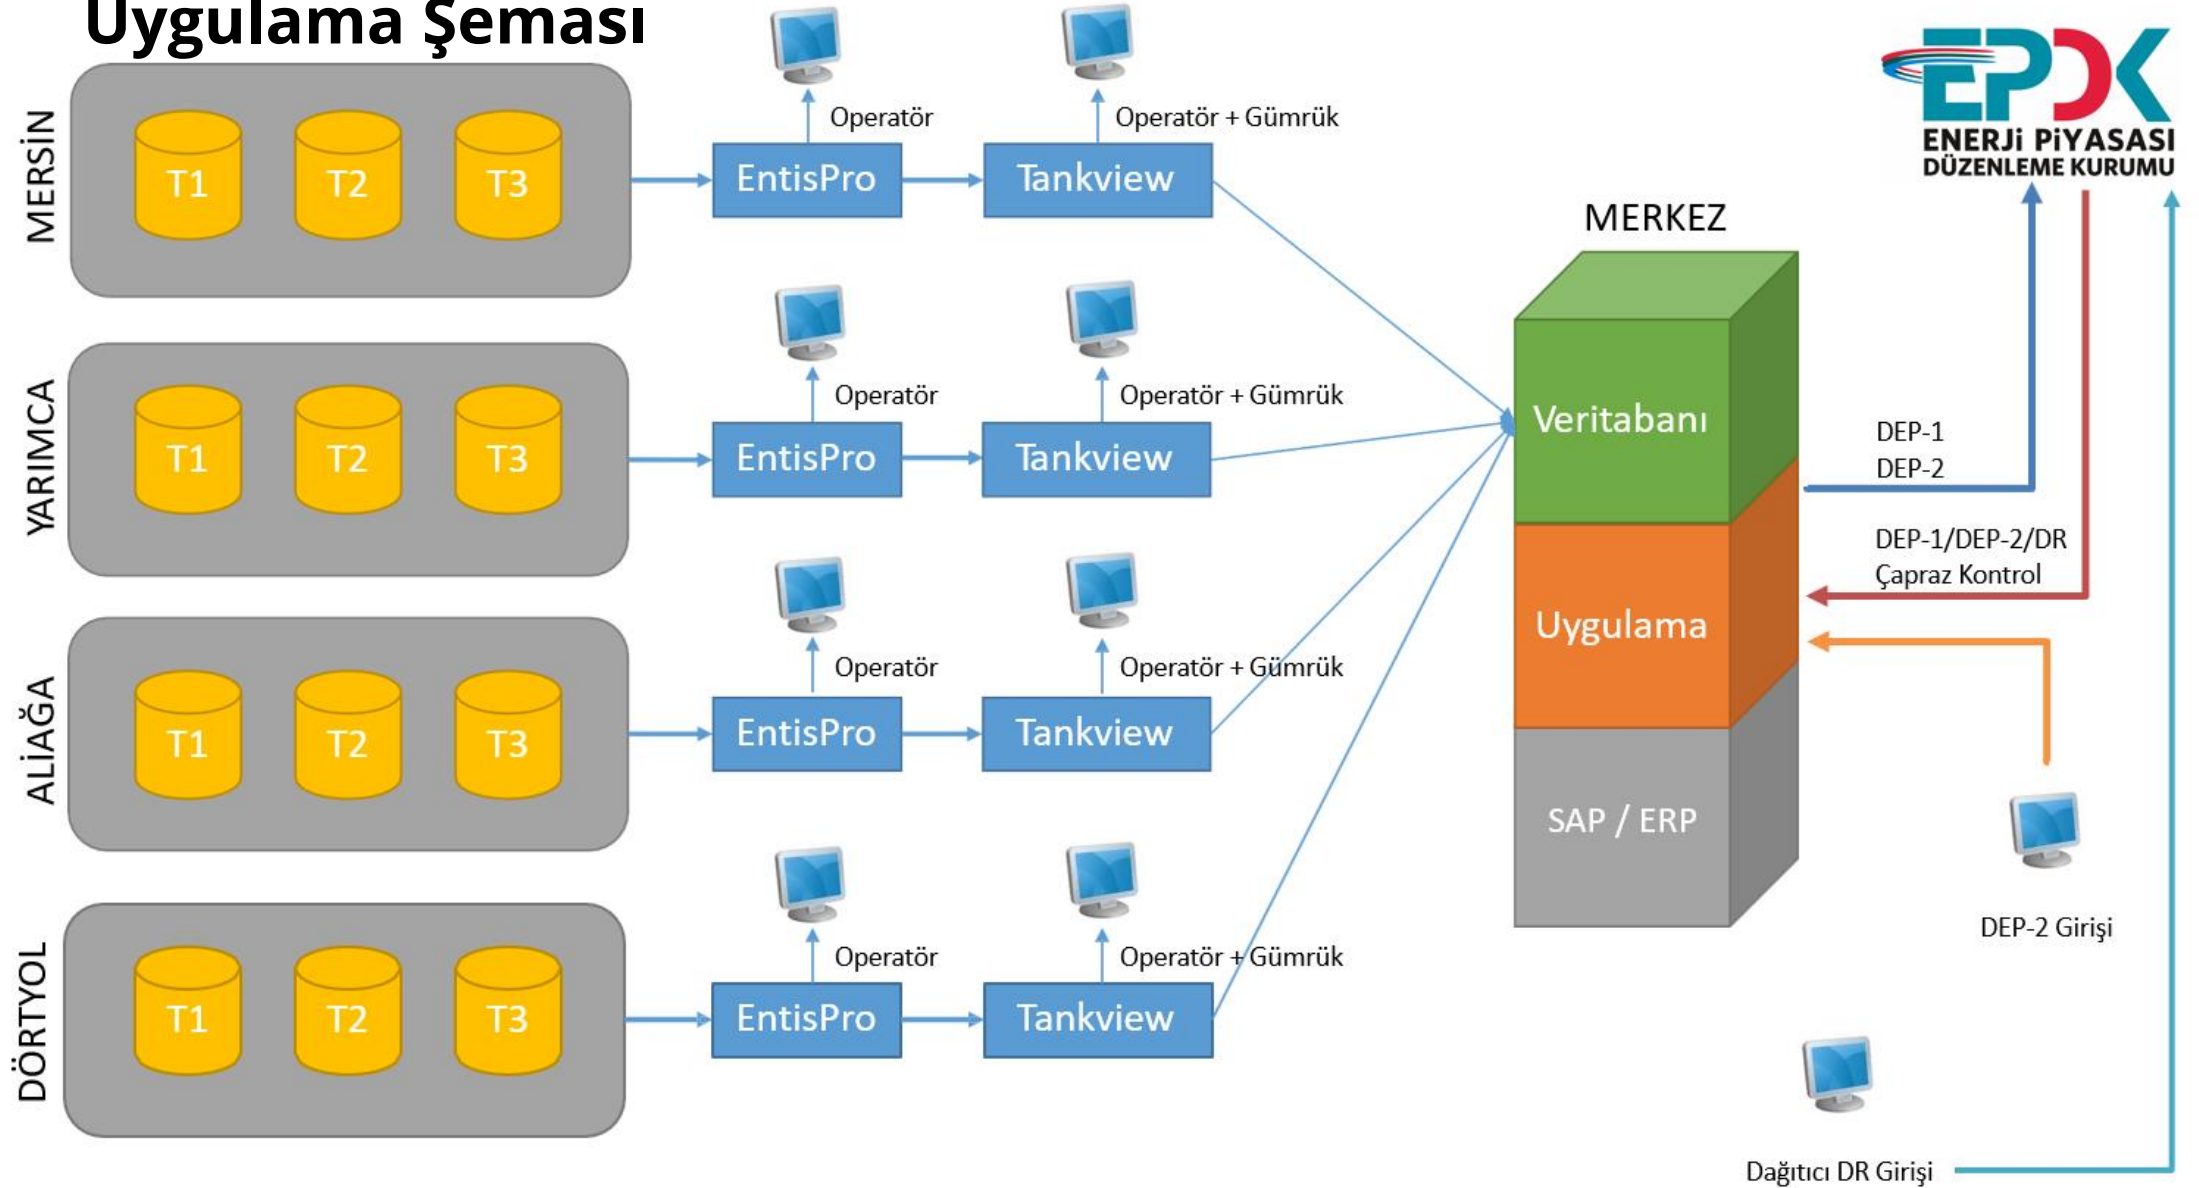 Uygulama Şeması
MERSİN
T1
T2
T3
EntisPro
Operatör
Tankview
Operatör + Gümrük
YARIMCA
T1
T2
T3
EntisPro
Operatör
Tankview
Operatör + Gümrük
ALİAĞA
T1
T2
T3
EntisPro
Operatör
Tankview
Operatör + Gümrük
DÖRTYOL
T1
T2
T3
EntisPro
Operatör
Tankview
Operatör + Gümrük
MERKEZ
Veritabanı
Uygulama
SAP / ERP
EPDK
ENERJİ PİYASASI
DÜZENLEME KURUMU
DEP-1
DEP-2
DEP-1/DEP-2/DR
Çapraz Kontrol
DEP-2 Girişi
Dağıtıcı DR Girişi